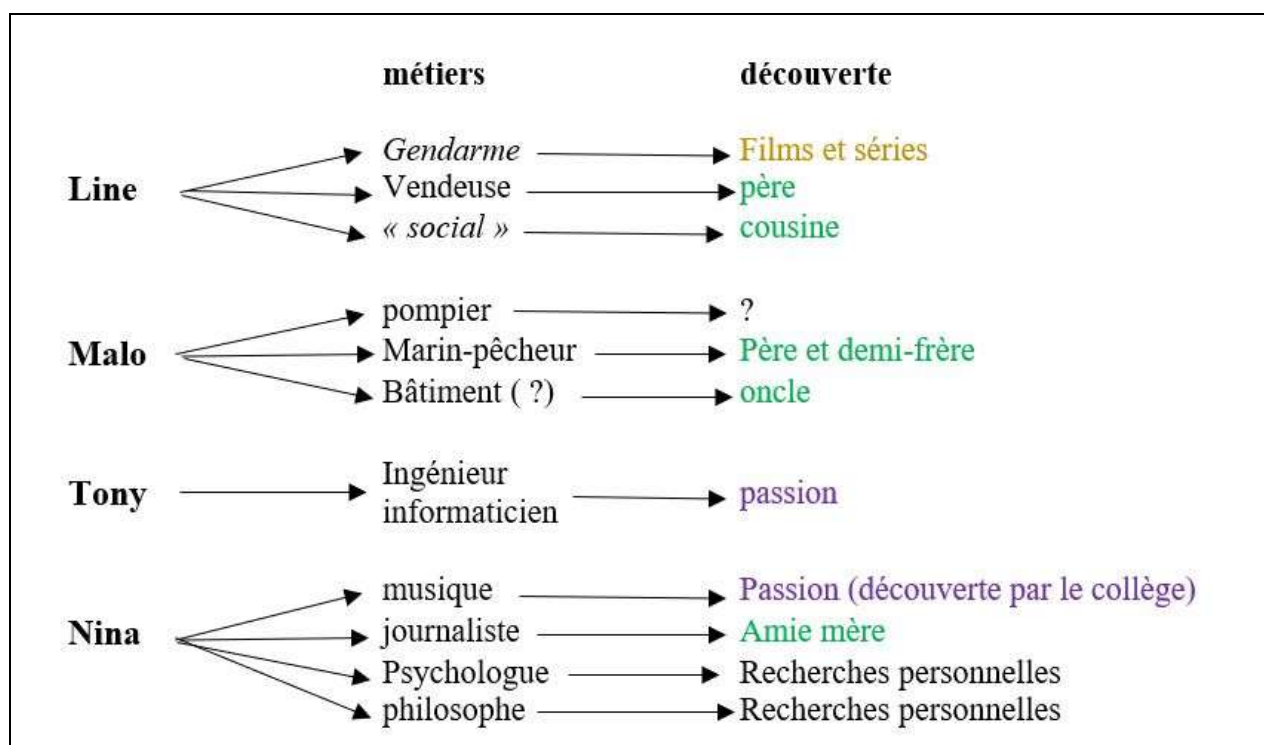 métiers découverte
Gendarme Films et séries
Line Vendeuse père
« social » cousine
pompier ?
Malo Marin-pêcheur Père et demi-frère
Bâtiment ( ?) oncle
Ingénieur
Tony informaticien passion
musique Passion (découverte par le collège)
Nina journaliste Amie mère
Psychologue Recherches personnelles
philosophe Recherches personnelles